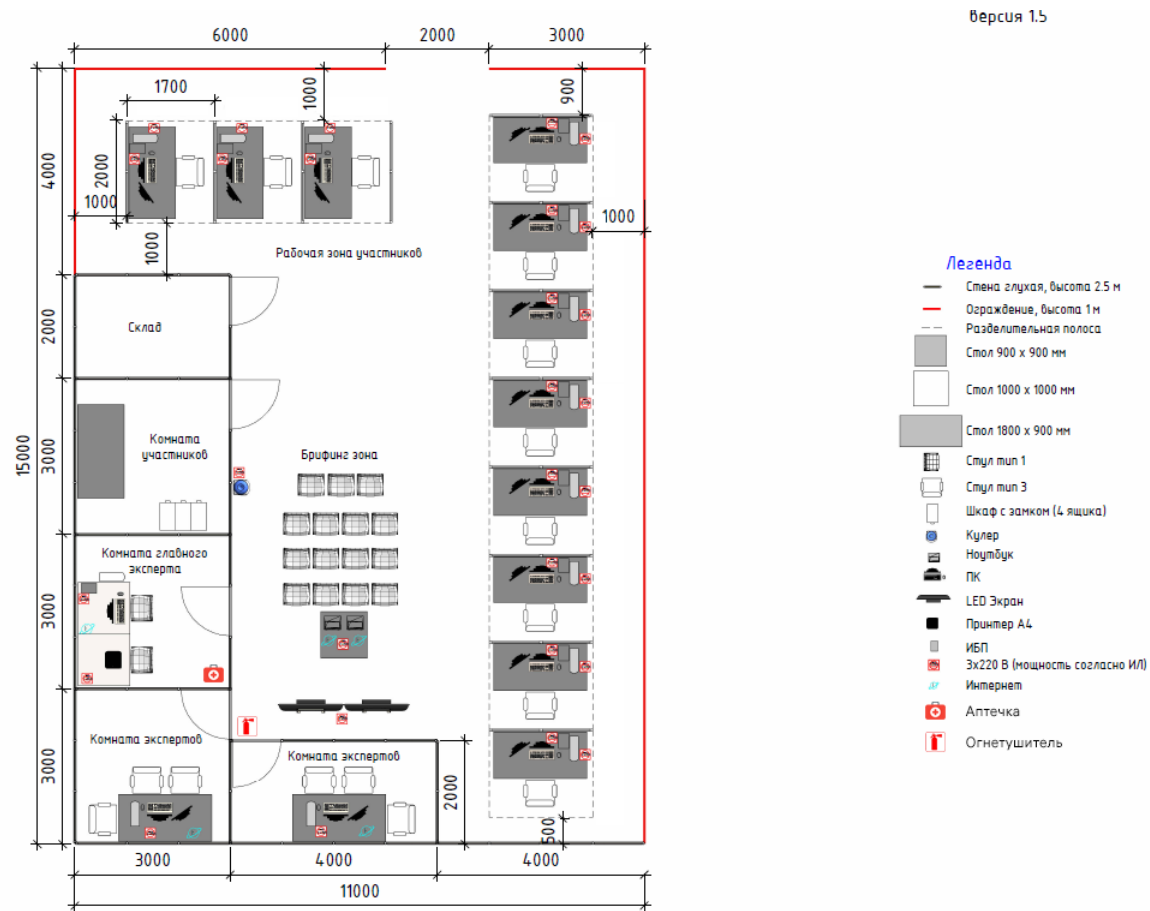 Версия 1.5
6000
2000
3000
1700
1000
900
15000
4000
2000
1000
1000
1000
Рабочая зона участников
2000
Склад
3000
Комната
участников
Брифинг зона
3000
Комната главного
эксперта
3000
Комната экспертов
Комната экспертов
2000
500
3000
4000
4000
11000
Легенда
Стена глухая, высота 2.5 м
Ограждение, высота 1 м
Разделительная полоса
Стол 900 x 900 мм
Стол 1000 x 1000 мм
Стол 1800 x 900 мм
Стул тип 1
Стул тип 3
Шкаф с замком (4 ящика)
Кулер
Ноутбук
ПК
LED Экран
Принтер А4
ИБП
3x220 В (мощность согласно ИЛ)
Интернет
Аптечка
Огнетушитель